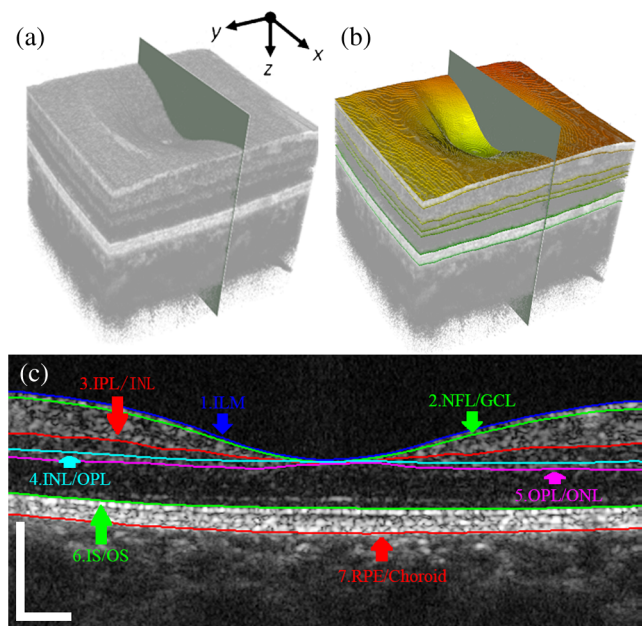 (a)
y
z
x
(b)
(c)
3.IPL/INL
1.ILM
2.NFL/GCL
4.INL/OPL
5.OPL/ONL
6.IS/OS
7.RPE/Choroid